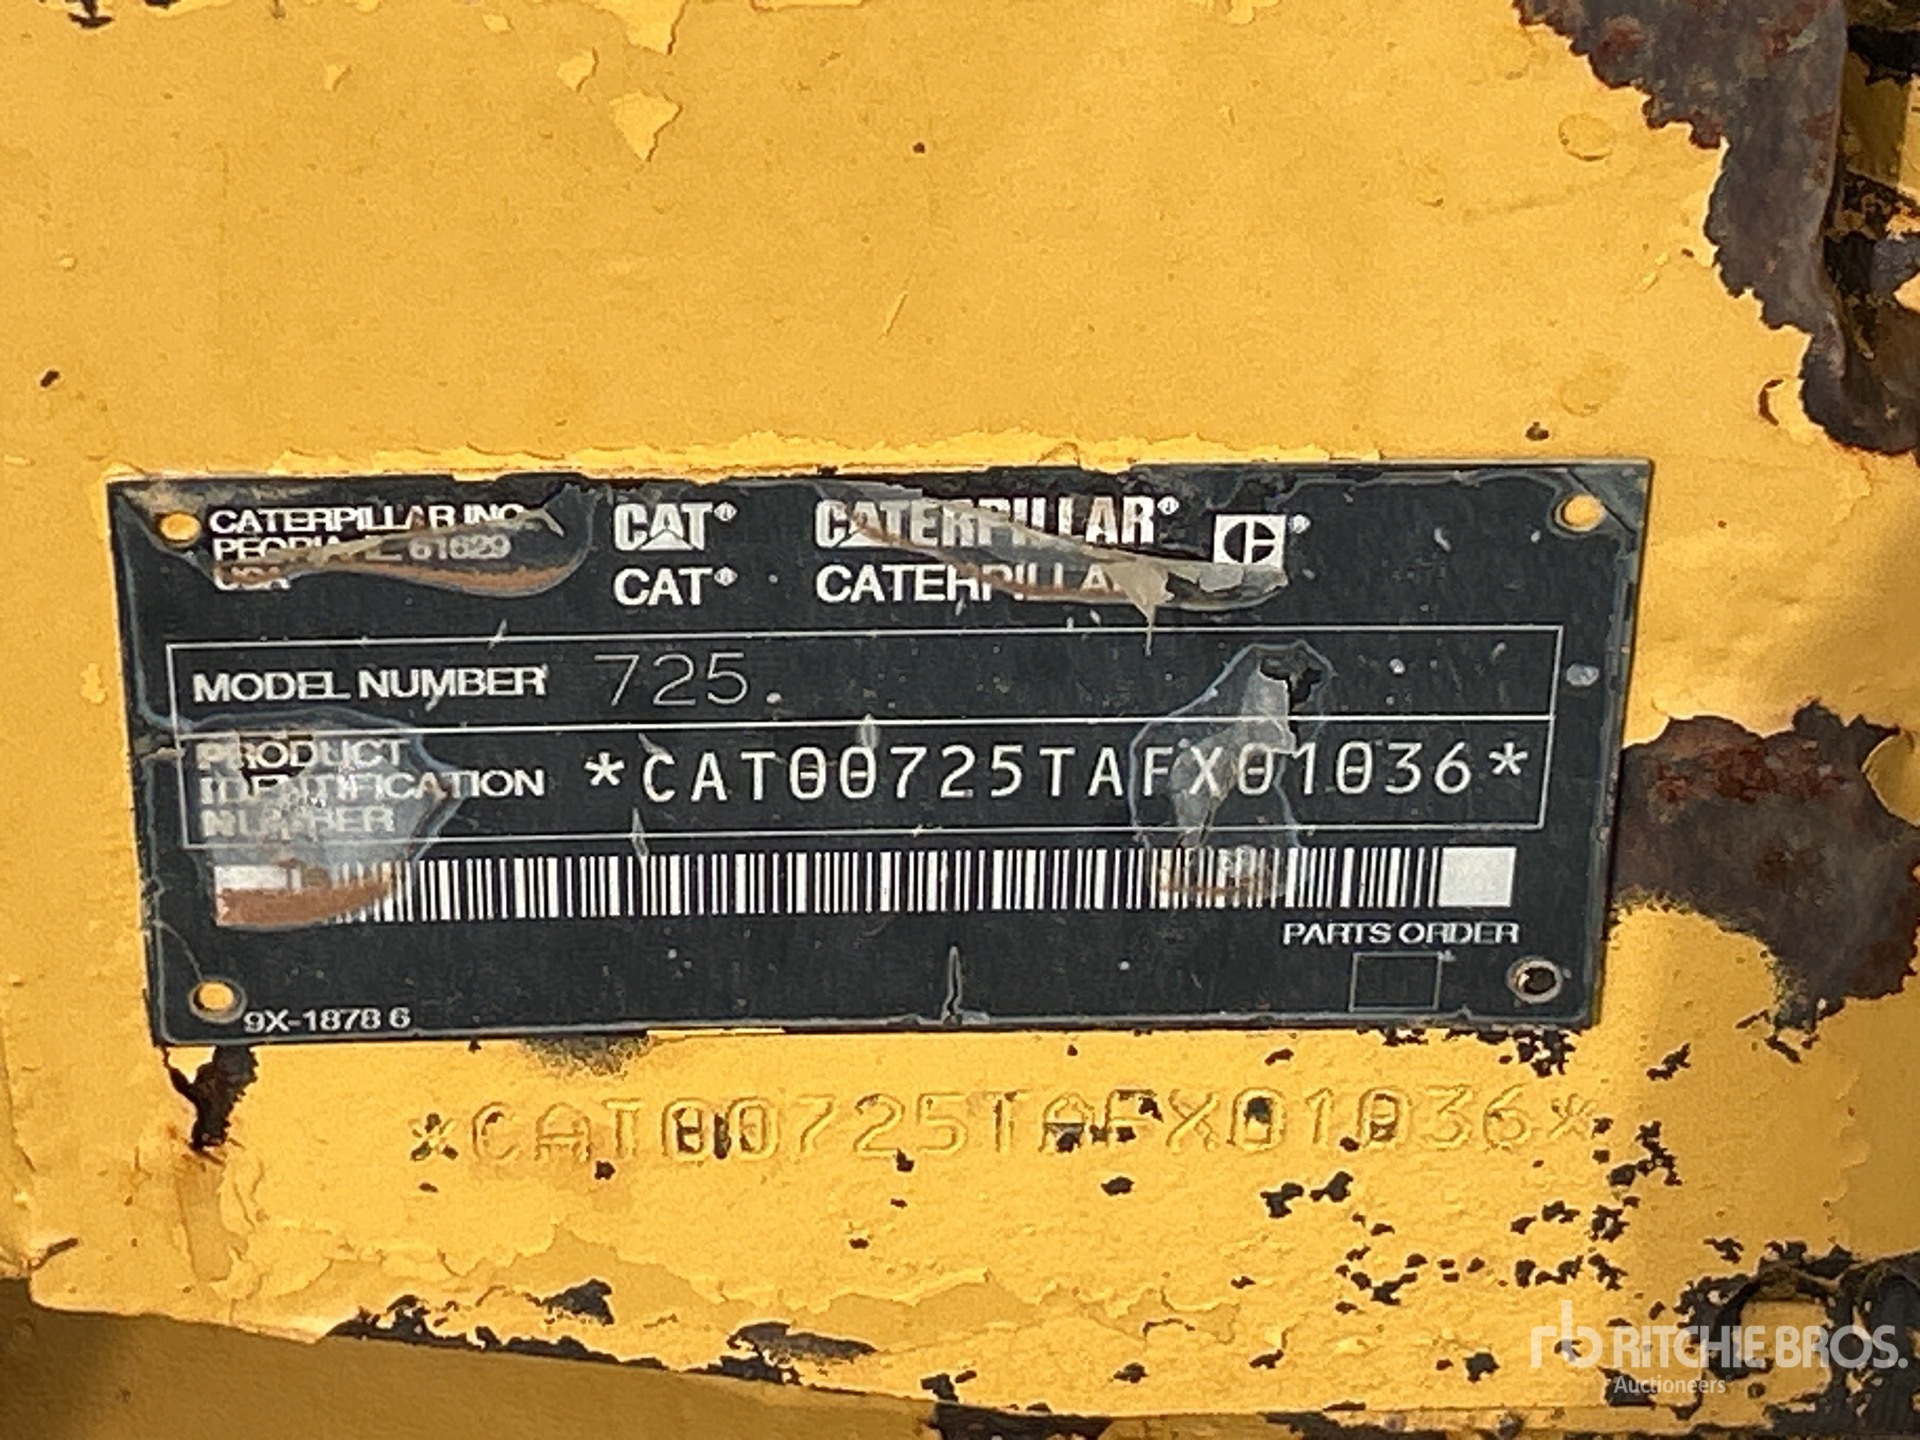 CATERPILLAR INC.
PEORIA, IL 61629
USA
CAT® CATERPILLAR® ®
CAT® CATERPILLAR
MODEL NUMBER 725
PRODUCT
IDENTIFICATION
NUMBER
*CAT00725TAFX01036*
PARTS ORDER
9X-1878 6
*CAT00725TAFX01036*
rb RITCHIE BROS.
Auctioneers